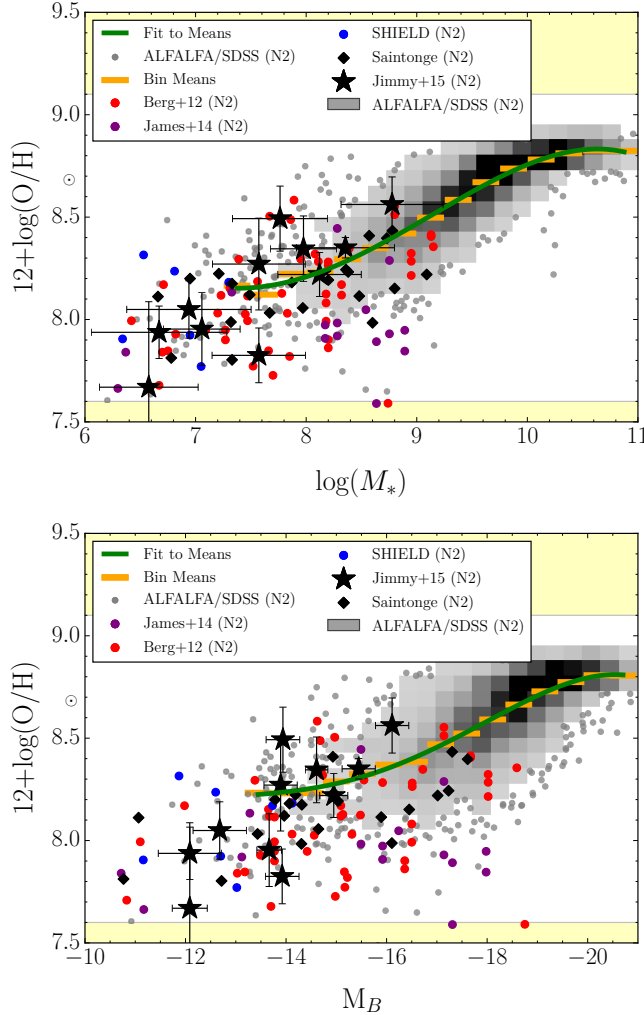 9.5
9.0
8.5
8.0
7.5
12+log(O/H)
⊙
Fit to Means
ALFALFA/SDSS (N2)
Bin Means
Berg+12 (N2)
James+14 (N2)
SHIELD (N2)
Saintonge (N2)
Jimmy+15 (N2)
ALFALFA/SDSS (N2)
6 7 8 9 10 11
log(M*)
9.5
9.0
8.5
8.0
7.5
12+log(O/H)
⊙
Fit to Means
Bin Means
ALFALFA/SDSS (N2)
James+14 (N2)
Berg+12 (N2)
SHIELD (N2)
Jimmy+15 (N2)
Saintonge (N2)
ALFALFA/SDSS (N2)
−10 −12 −14 −16 −18 −20
M_B